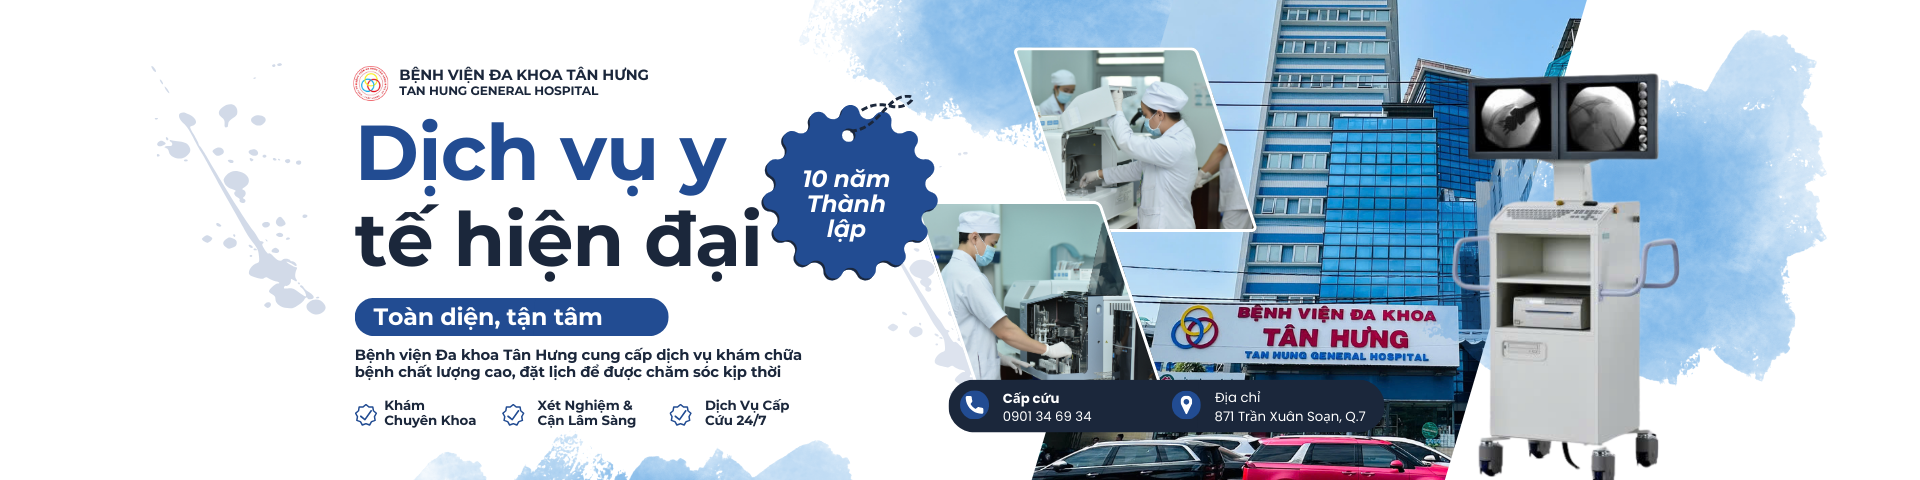 BỆNH VIỆN ĐA KHOA TÂN HƯNG
TAN HUNG GENERAL HOSPITAL
Dịch vụ y
tế hiện đại
10 năm
Thành
lập
Toàn diện, tận tâm
Bệnh viện Đa khoa Tân Hưng cung cấp dịch vụ khám chữa
bệnh chất lượng cao, đặt lịch để được chăm sóc kịp thời
Khám
Chuyên Khoa
Xét Nghiệm &
Cận Lâm Sàng
Dịch Vụ Cấp
Cứu 24/7
BỆNH VIỆN ĐA KHOA
TÂN HƯNG
TAN HUNG GENERAL HOSPITAL
Cấp cứu
0901 34 69 34
Địa chỉ
871 Trần Xuân Soạn, Q.7